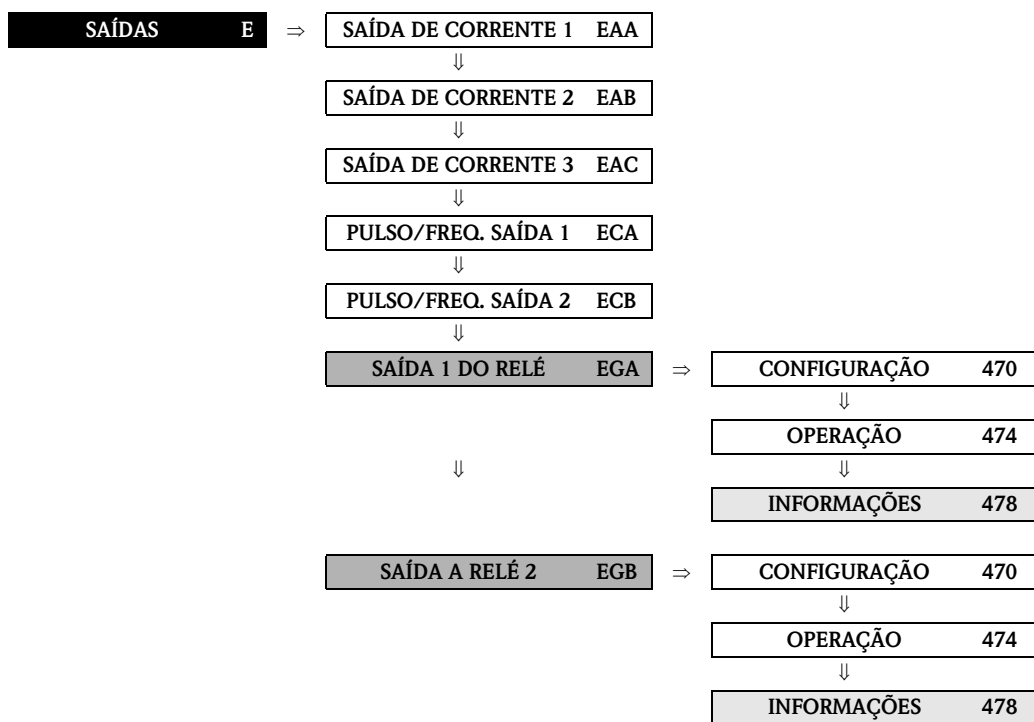 SAÍDAS E ⇒ SAÍDA DE CORRENTE 1 EAA
⇓
SAÍDA DE CORRENTE 2 EAB
⇓
SAÍDA DE CORRENTE 3 EAC
⇓
PULSO/FREQ. SAÍDA 1 ECA
⇓
PULSO/FREQ. SAÍDA 2 ECB
⇓
SAÍDA 1 DO RELÉ EGA ⇒ CONFIGURAÇÃO 470
⇓
OPERAÇÃO 474
⇓ ⇓
INFORMAÇÕES 478
SAÍDA A RELÉ 2 EGB ⇒ CONFIGURAÇÃO 470
⇓
OPERAÇÃO 474
⇓
INFORMAÇÕES 478